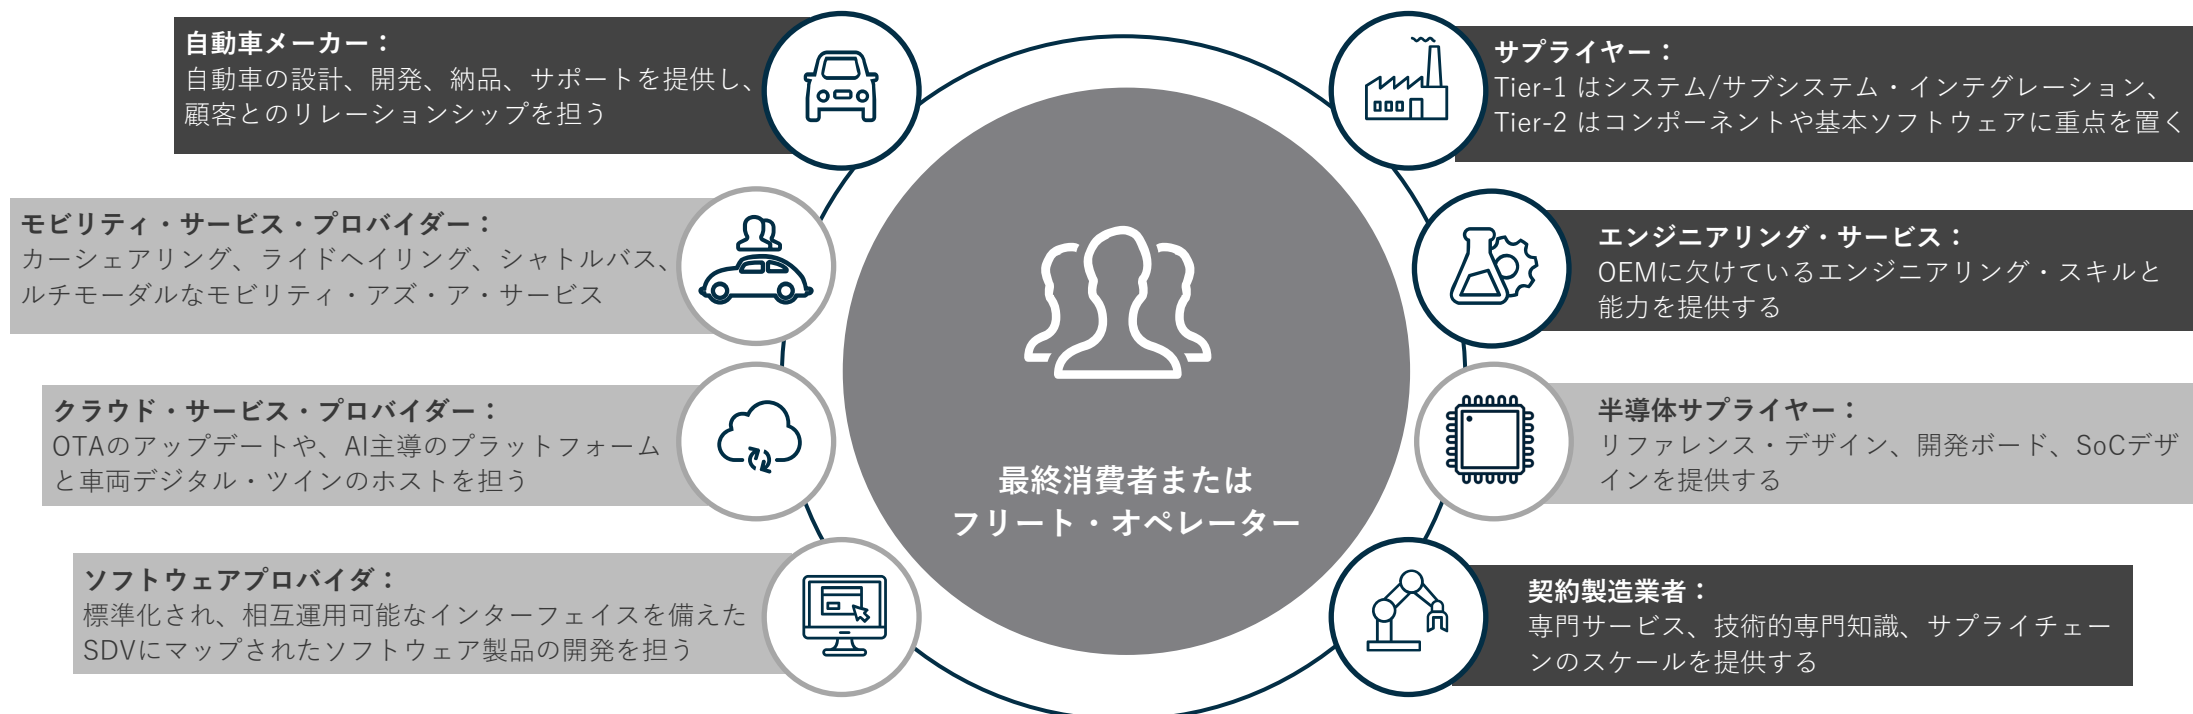 自動車メーカー：
自動車の設計、開発、納品、サポートを提供し、
顧客とのリレーションシップを担う
モビリティ・サービス・プロバイダー：
カーシェアリング、ライドヘイリング、シャトルバス、
ルチモーダルなモビリティ・アズ・ア・サービス
クラウド・サービス・プロバイダー：
OTAのアップデートや、AI主導のプラットフォーム
と車両デジタル・ツインのホストを担う
ソフトウェアプロバイダ：
標準化され、相互運用可能なインターフェイスを備えた
SDVにマップされたソフトウェア製品の開発を担う
最終消費者または
フリート・オペレーター
サプライヤー：
Tier-1 はシステム/サブシステム・インテグレーション、
Tier-2 はコンポーネントや基本ソフトウェアに重点を置く
エンジニアリング・サービス：
OEMに欠けているエンジニアリング・スキルと
能力を提供する
半導体サプライヤー：
リファレンス・デザイン、開発ボード、SoCデザ
インを提供する
契約製造業者：
専門サービス、技術的専門知識、サプライチェー
ンのスケールを提供する